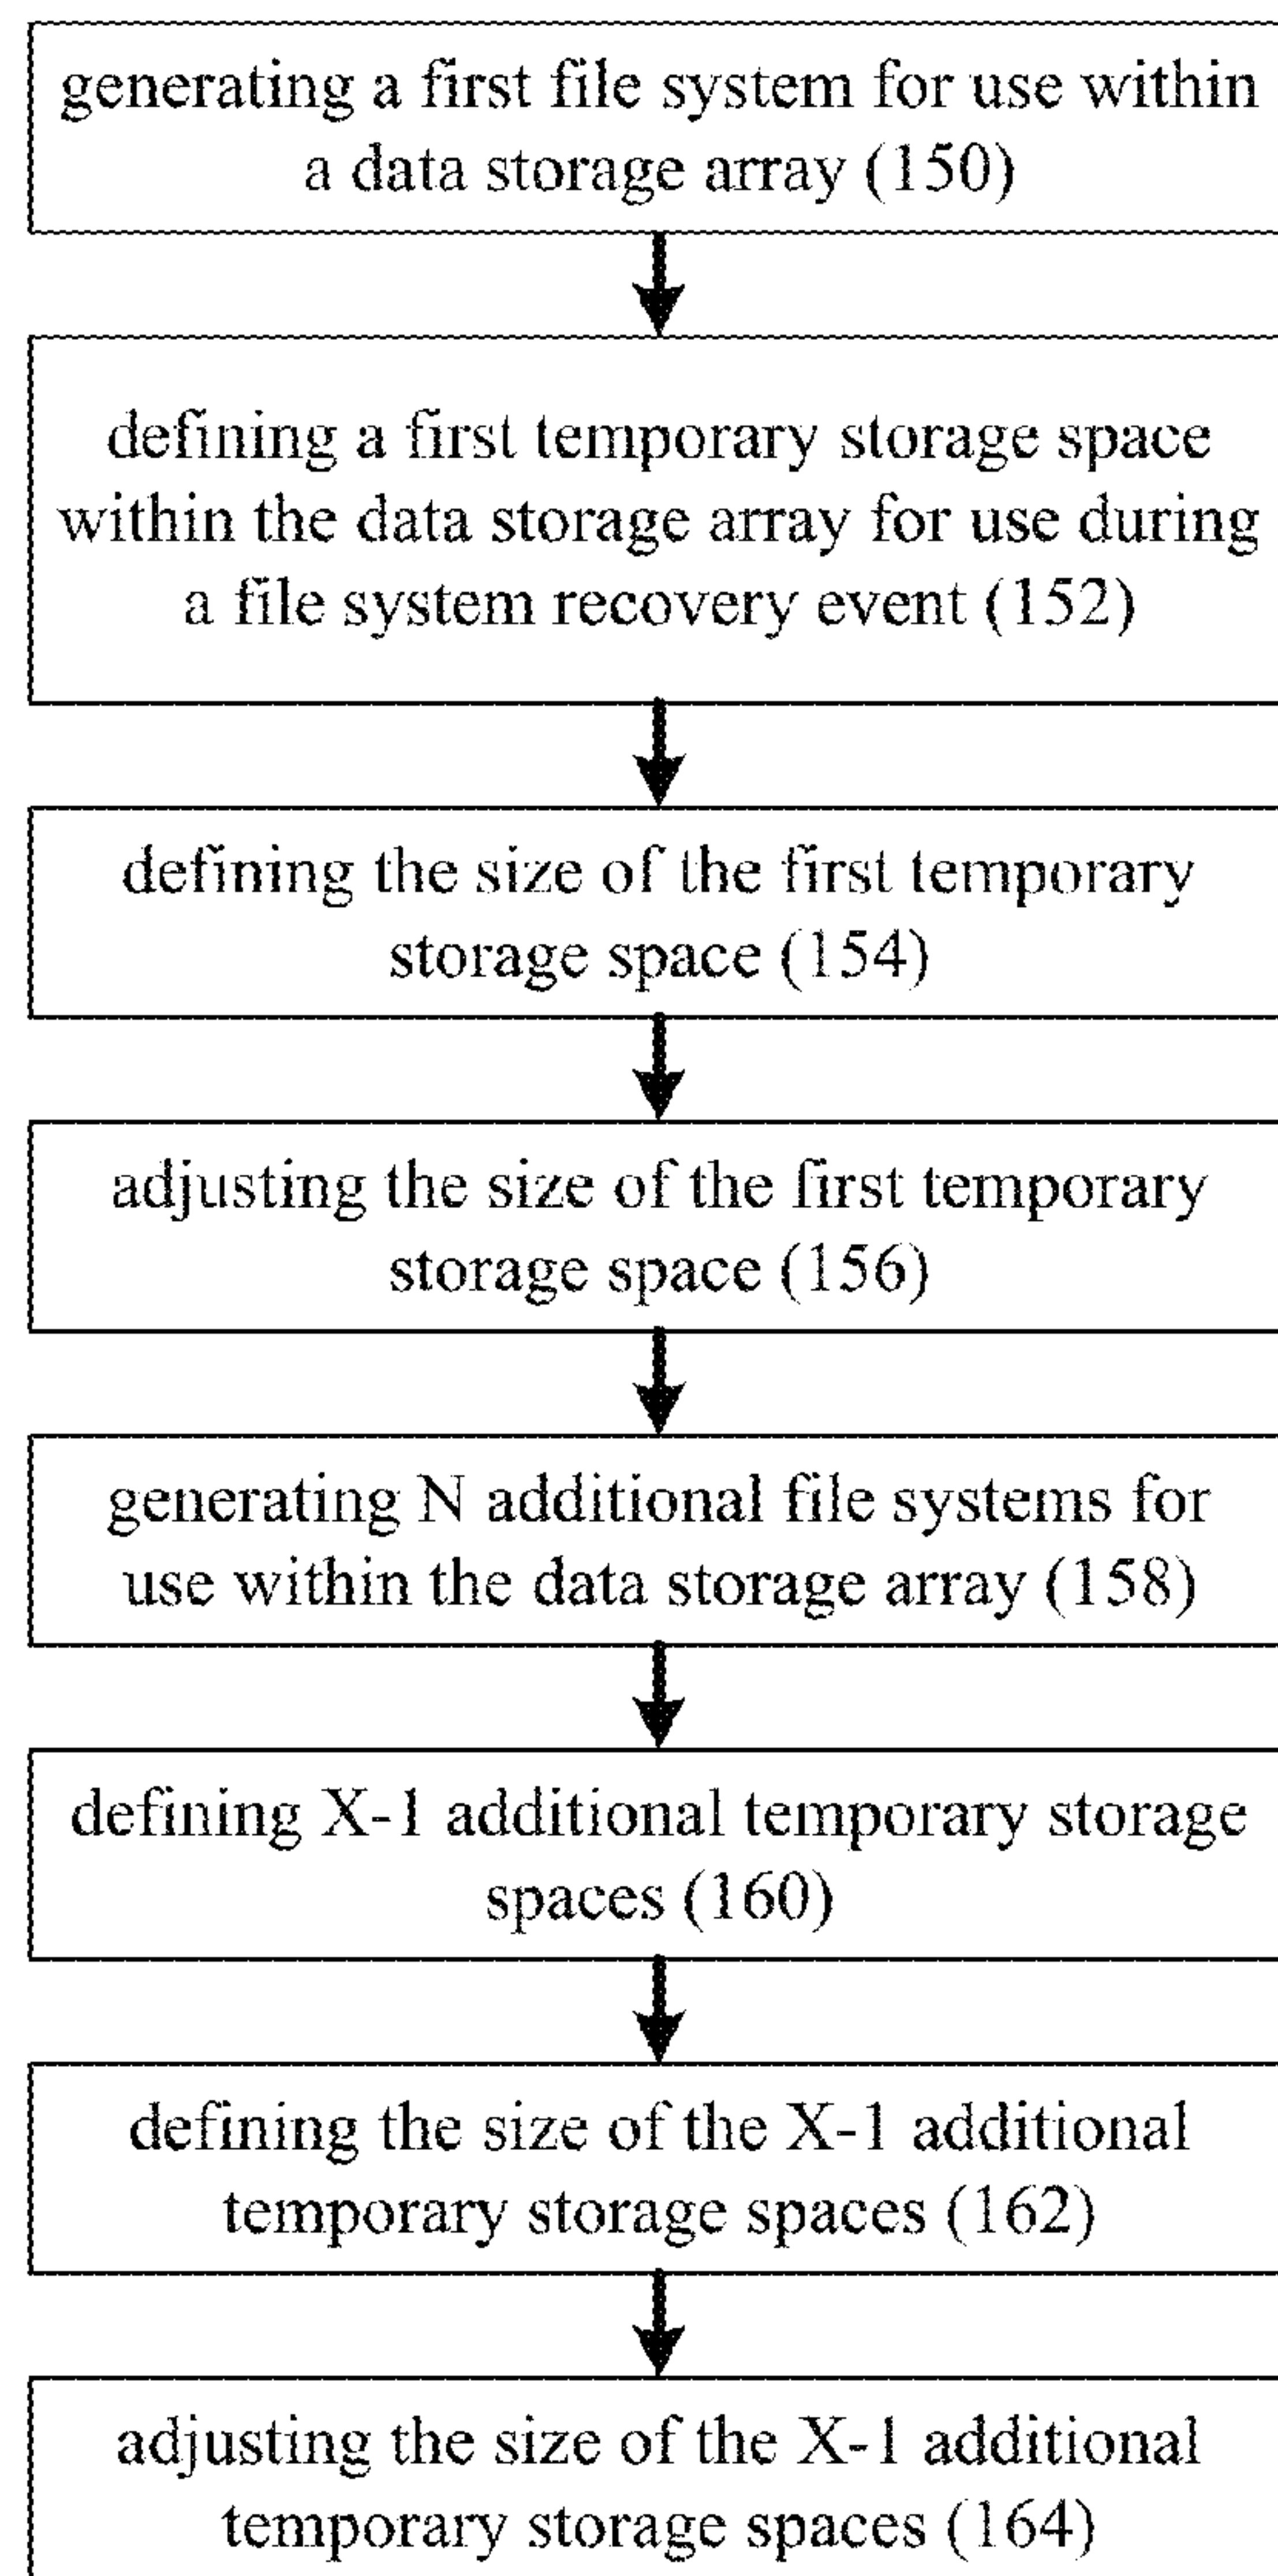 generating a first file system for use within
a data storage array (150)
defining a first temporary storage space
within the data storage array for use during
a file system recovery event (152)
defining the size of the first temporary
storage space (154)
adjusting the size of the first temporary
storage space (156)
generating N additional file systems for
use within the data storage array (158)
defining X-1 additional temporary storage
spaces (160)
defining the size of the X-1 additional
temporary storage spaces (162)
adjusting the size of the X-1 additional
temporary storage spaces (164)